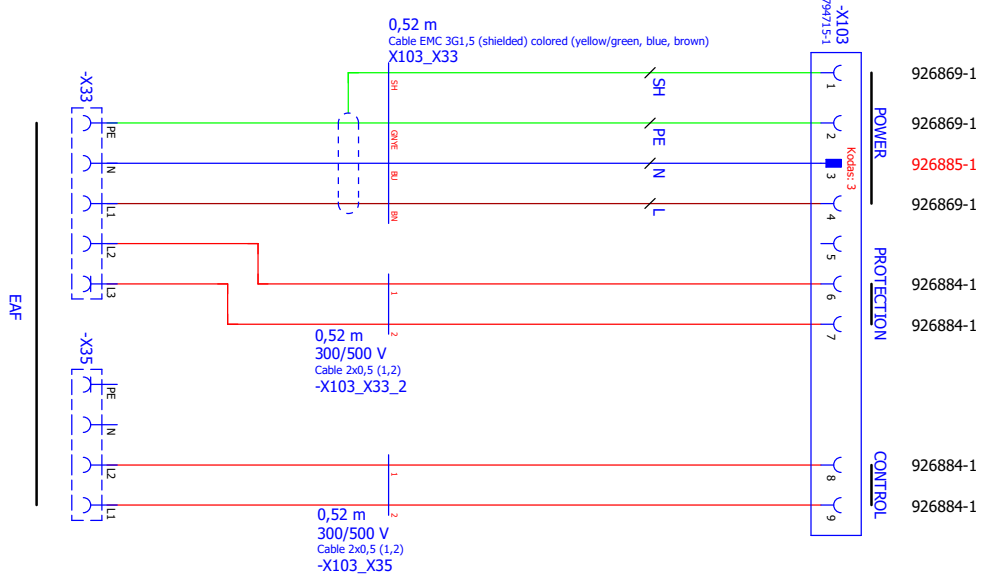 0,52 m
Cable EMC 3G1,5 (shielded) colored (yellow/green, blue, brown)
X103_X33
-X103
794715-1
SH
SH
1
926869-1
POWER
-X33
PE
GNYE
PE
2
926869-1
N
BU
N
3
Kodas: 3
926885-1
L1
BN
L
4
926869-1
L2
5
PROTECTION
L3
1
6
926884-1
2
7
926884-1
EAF
0,52 m
300/500 V
Cable 2x0,5 (1,2)
-X103_X33_2
-X35
PE
N
L2
1
8
926884-1
CONTROL
L1
2
9
926884-1
0,52 m
300/500 V
Cable 2x0,5 (1,2)
-X103_X35